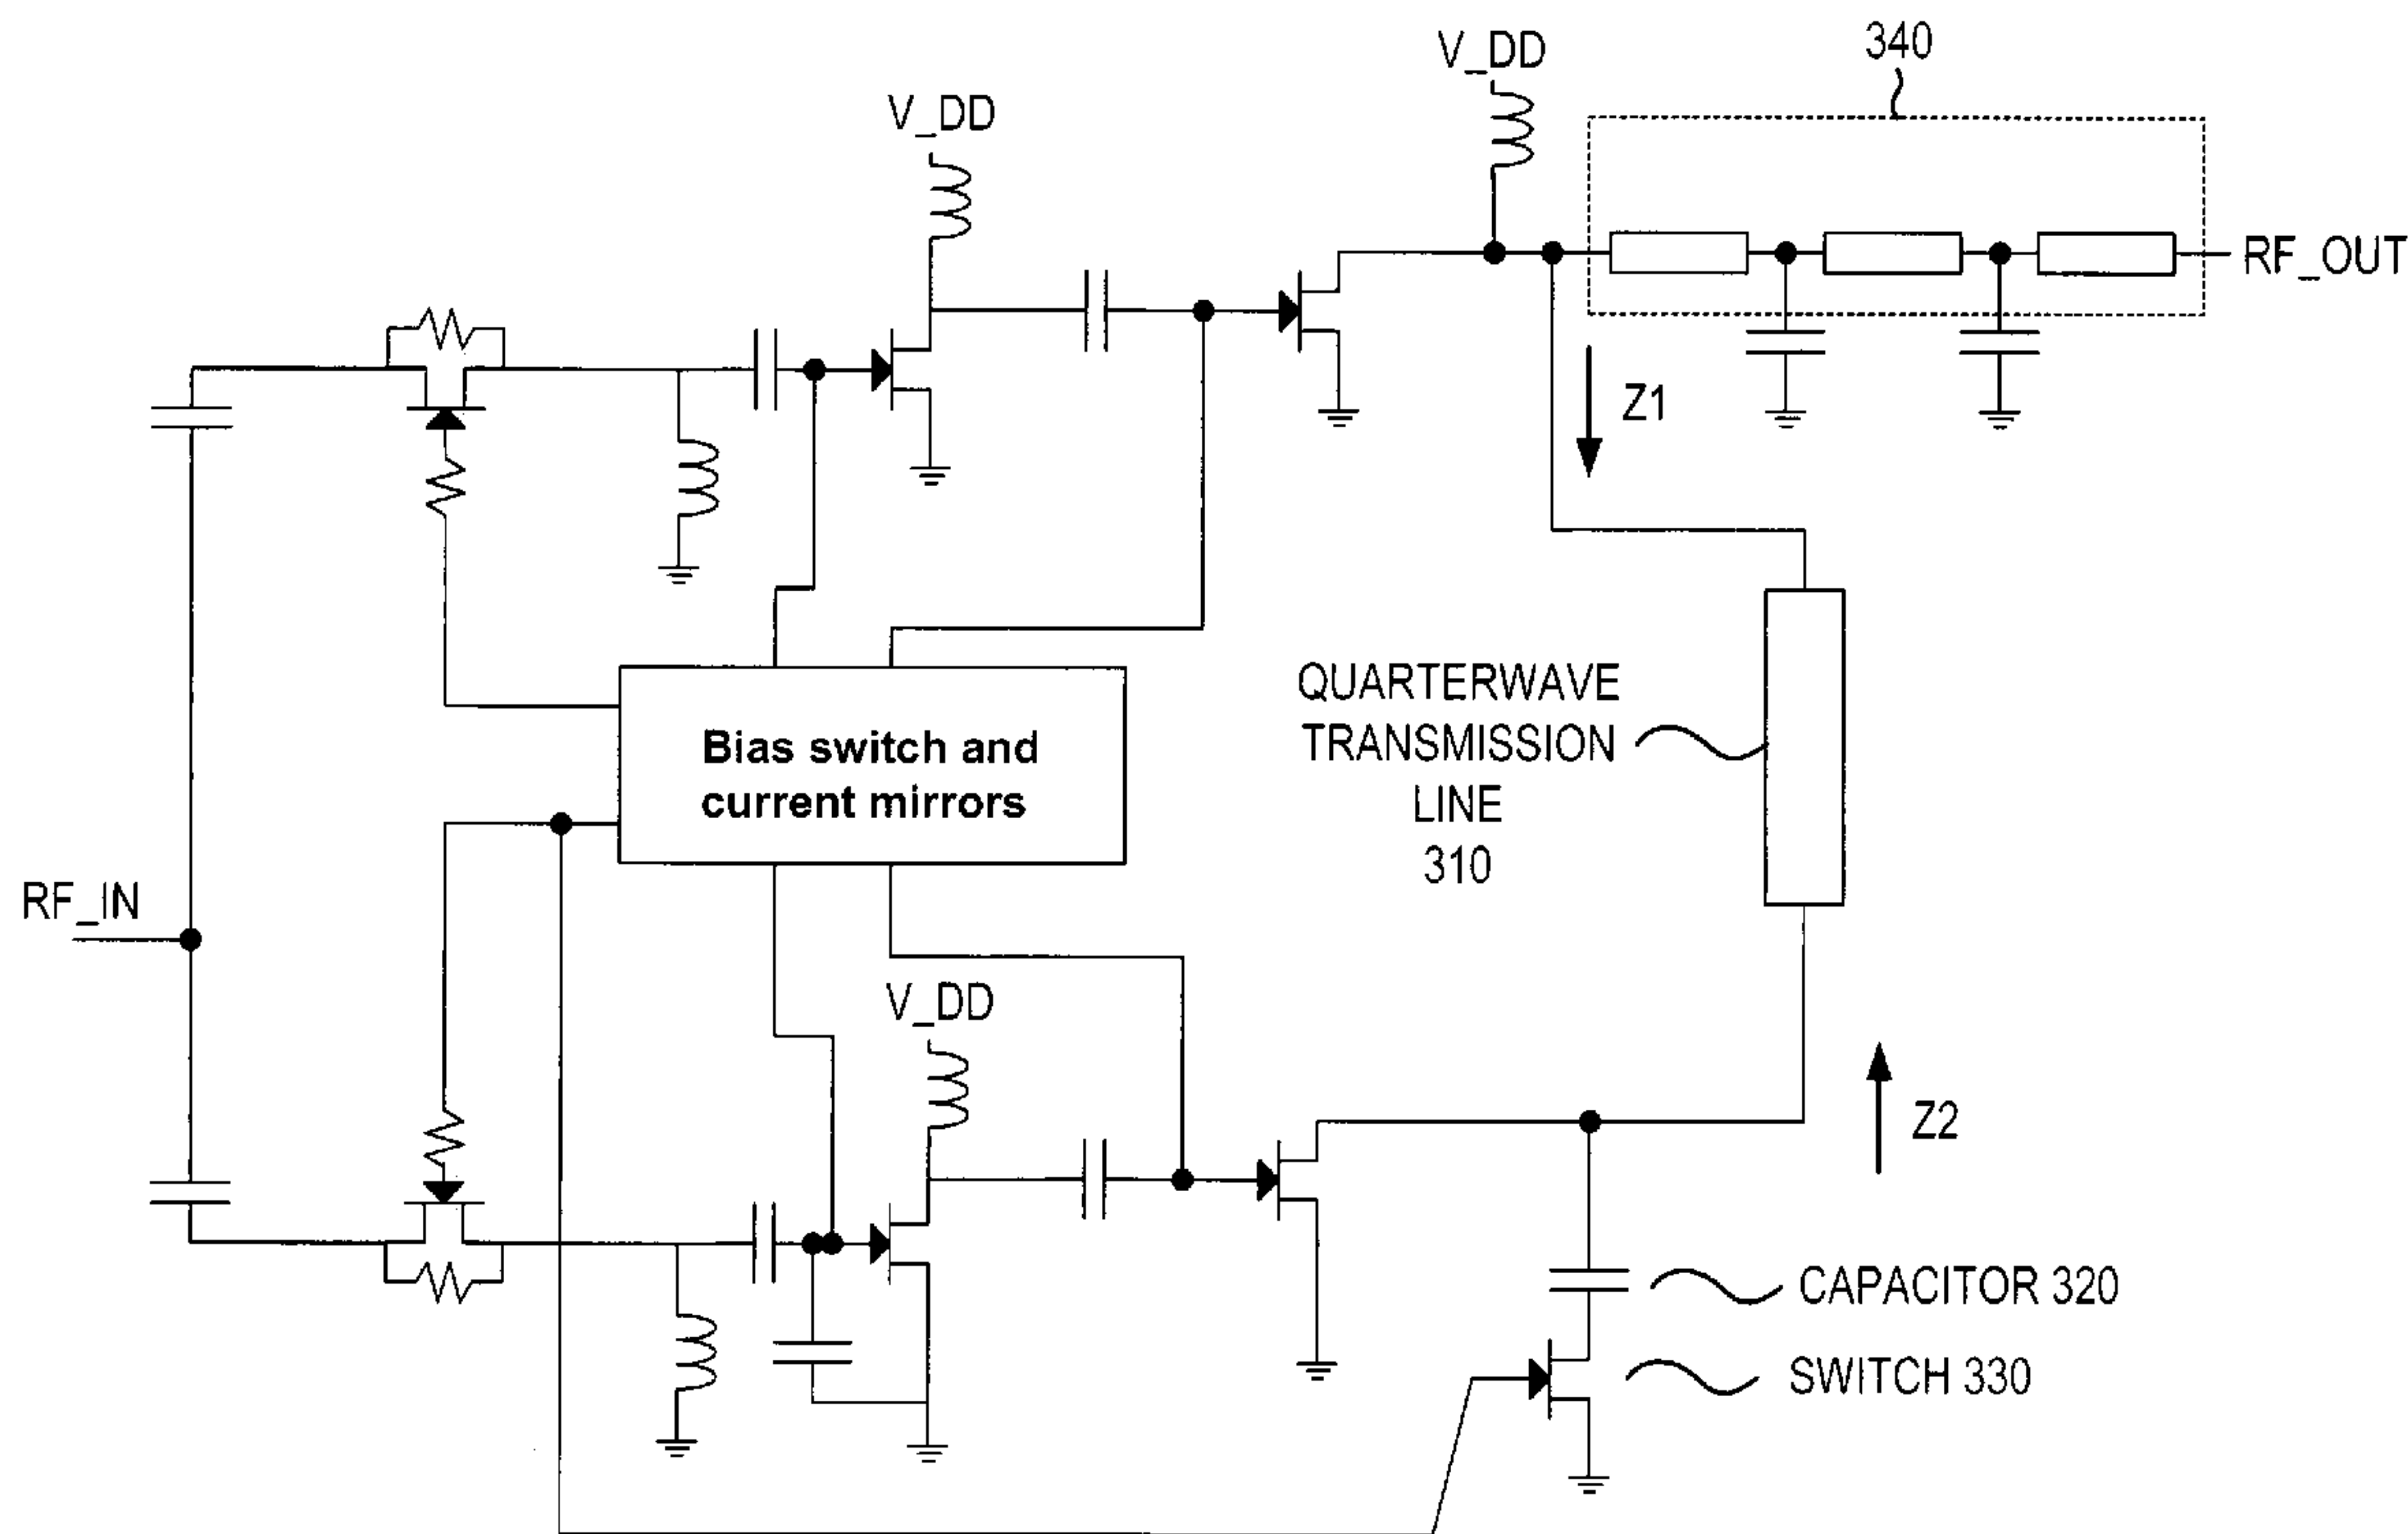 340
V_DD
V_DD
RF_OUT
Z1
QUARTERWAVE
TRANSMISSION
LINE
310
Bias switch and
current mirrors
RF_IN
V_DD
Z2
CAPACITOR 320
SWITCH 330